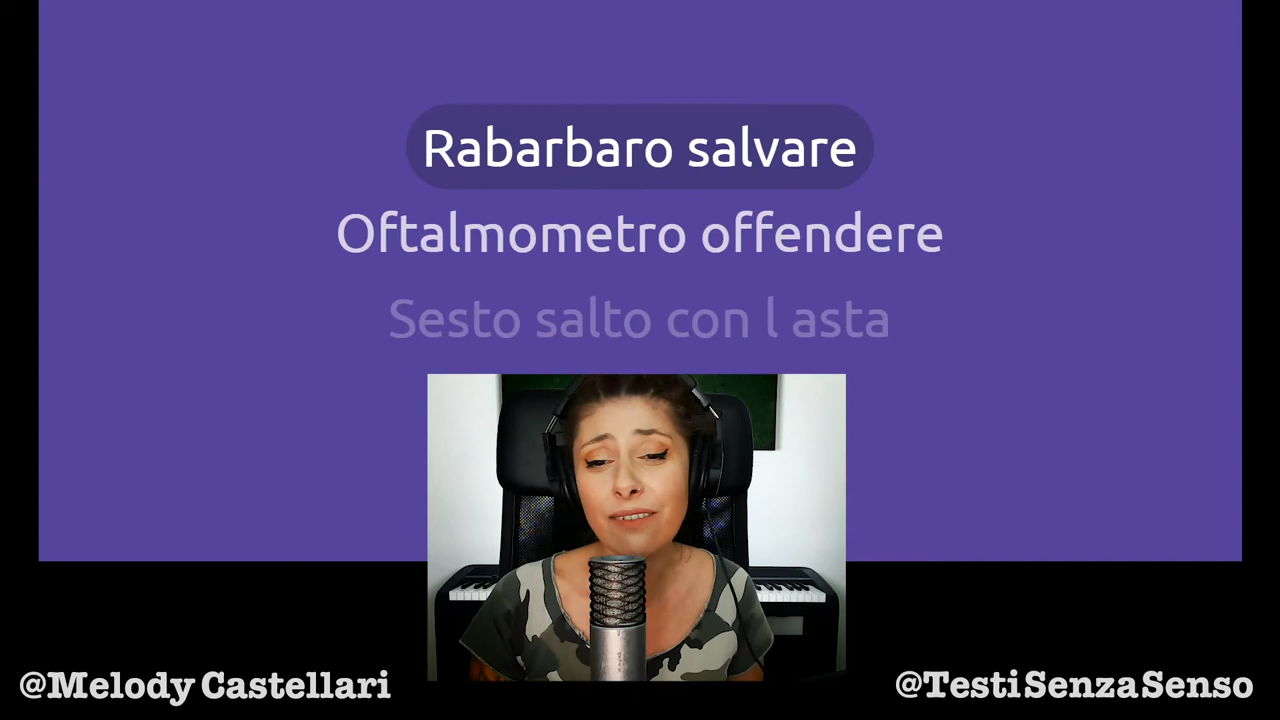 Rabarbaro salvare
Oftalmometro offendere
Sesto salto con l asta
@Melody Castellari
@TestiSenzaSenso